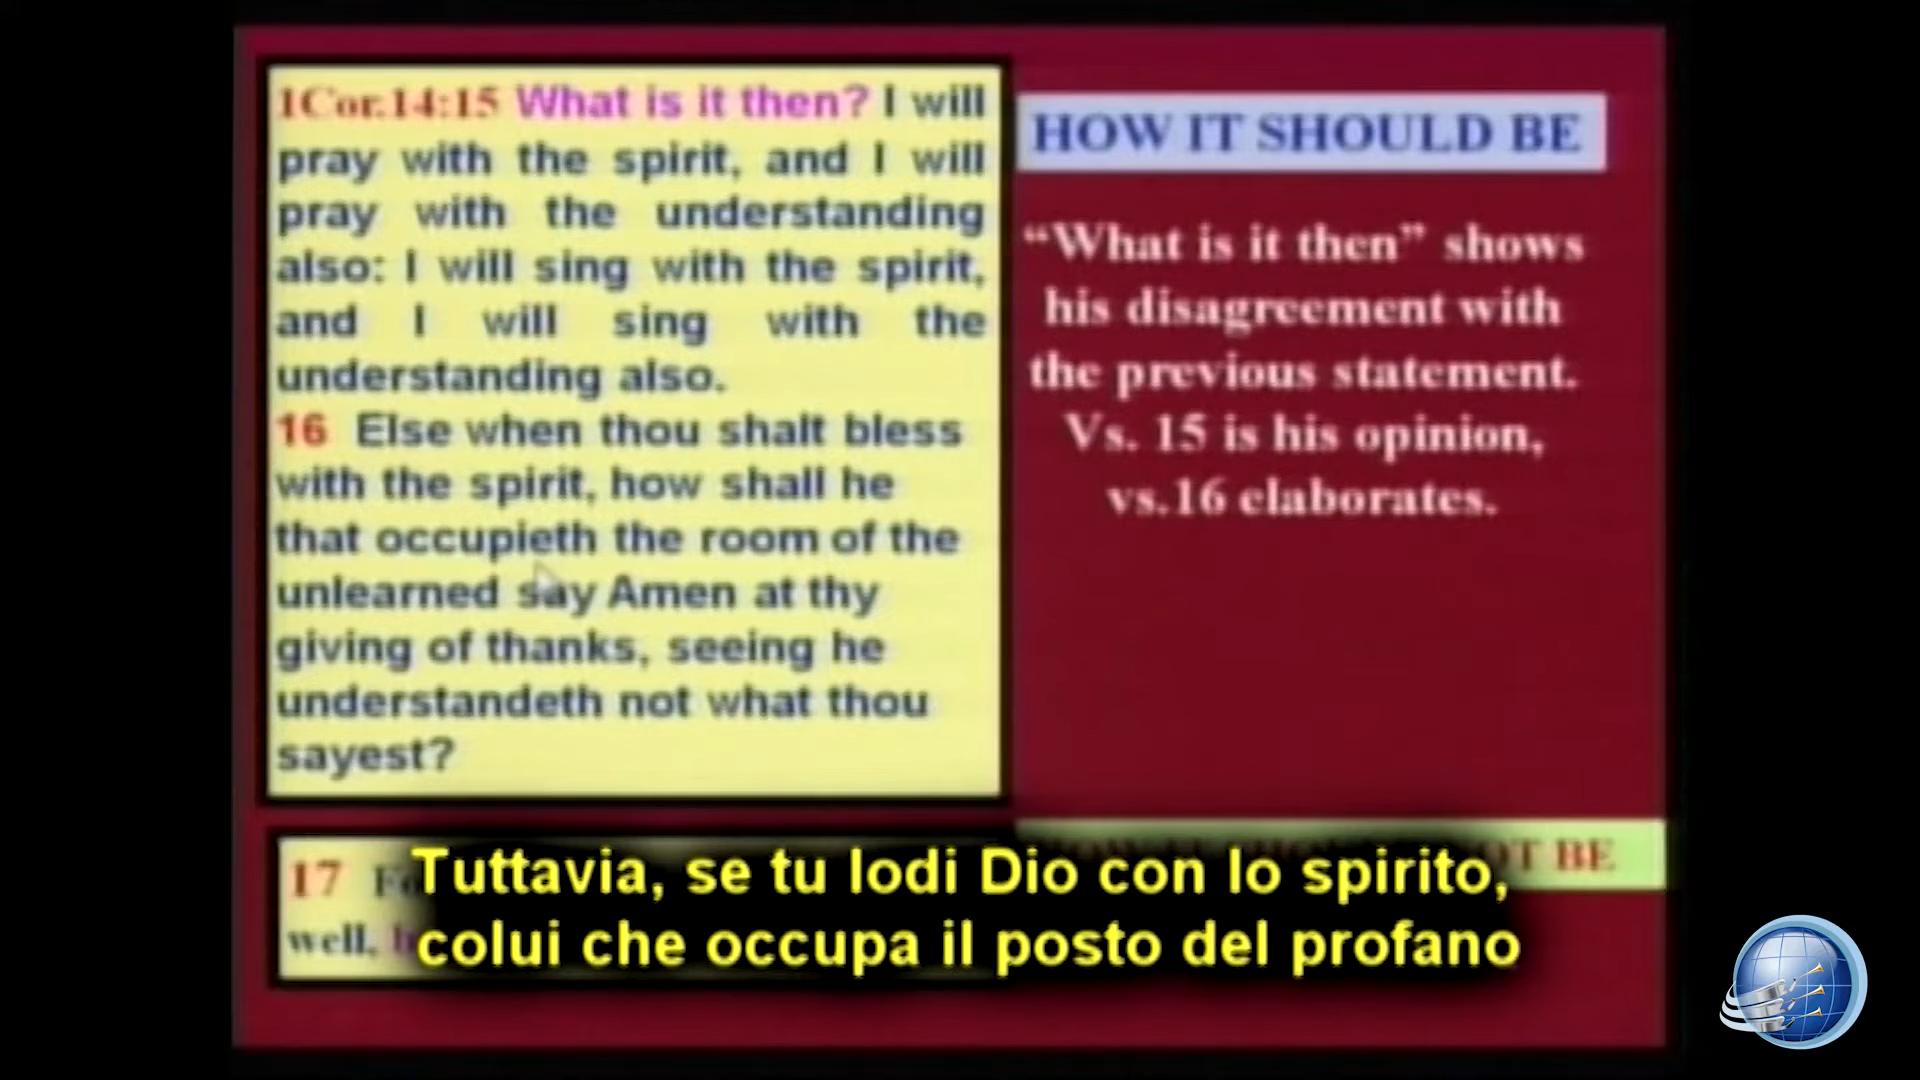 1Cor.14:15 What is it then? I will
pray with the spirit, and I will
pray with the understanding
also: I will sing with the spirit,
and I will sing with the
understanding also.
16 Else when thou shalt bless
with the spirit, how shall he
that occupieth the room of the
unlearned say Amen at thy
giving of thanks, seeing he
understandeth not what thou
sayest?
HOW IT SHOULD BE
“What is it then” shows
his disagreement with
the previous statement.
Vs. 15 is his opinion,
vs.16 elaborates.
BE
17
well,
Tuttavia, se tu lodi Dio con lo spirito,
colui che occupa il posto del profano